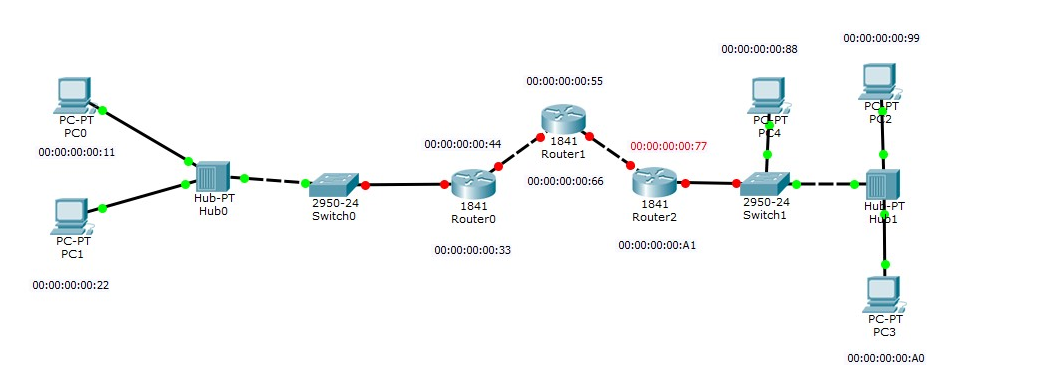 00:00:00:00:99
00:00:00:00:88
00:00:00:00:55
PC-PT
PC0
PC-PT
PC4
PC-PT
PC2
00:00:00:00:11
00:00:00:00:44
1841
Router1
00:00:00:00:77
00:00:00:00:66
Hub-PT
Hub0
2950-24
Switch0
1841
Router0
1841
Router2
2950-24
Switch1
Hub-PT
Hub1
PC-PT
PC1
00:00:00:00:33
00:00:00:00:A1
00:00:00:00:22
PC-PT
PC3
00:00:00:00:A0